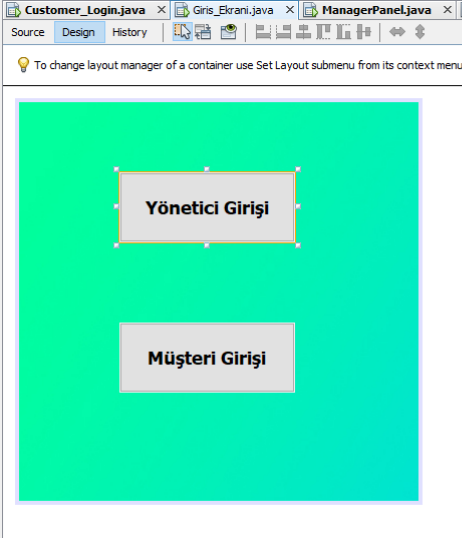 Customer_Login.java × Giris_Ekrani.java × ManagerPanel.java ×
Source Design History
To change layout manager of a container use Set Layout submenu from its context menu
Yönetici Girişi
Müşteri Girişi